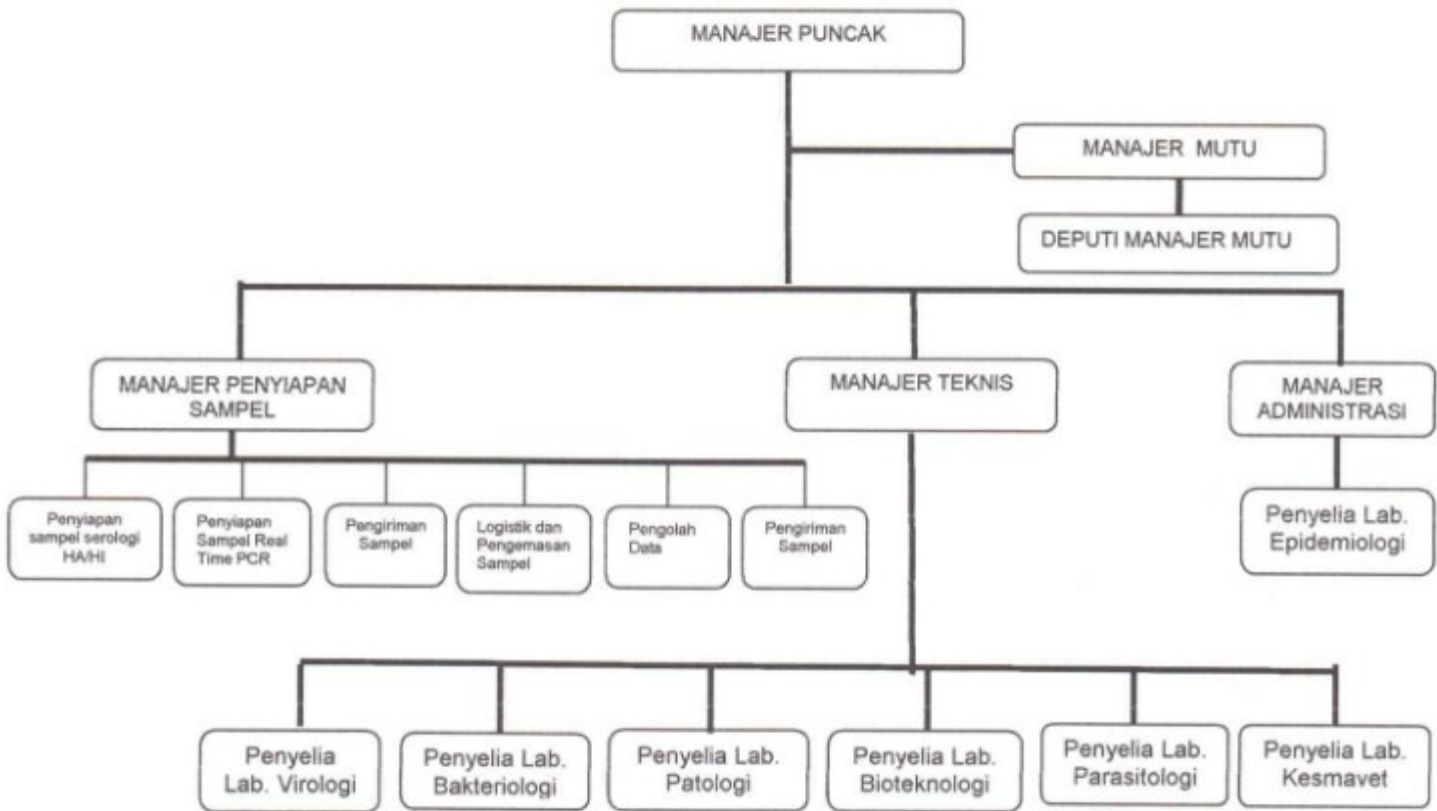 MANAJER PUNCAK
MANAJER MUTU
DEPUTI MANAJER MUTU
MANAJER PENYIAPAN
SAMPEL
MANAJER TEKNIS
MANAJER
ADMINISTRASI
Penyiapan
sampel serologi
HA/HI
Penyiapan
Sampel Real
Time PCR
Pengiriman
Sampel
Logistik dan
Pengemasan
Sampel
Pengolah
Data
Pengiriman
Sampel
Penyelia Lab.
Epidemiologi
Penyelia
Lab. Virologi
Penyelia Lab.
Bakteriologi
Penyelia Lab.
Patologi
Penyelia Lab.
Bioteknologi
Penyelia Lab.
Parasitologi
Penyelia Lab.
Kesmavet